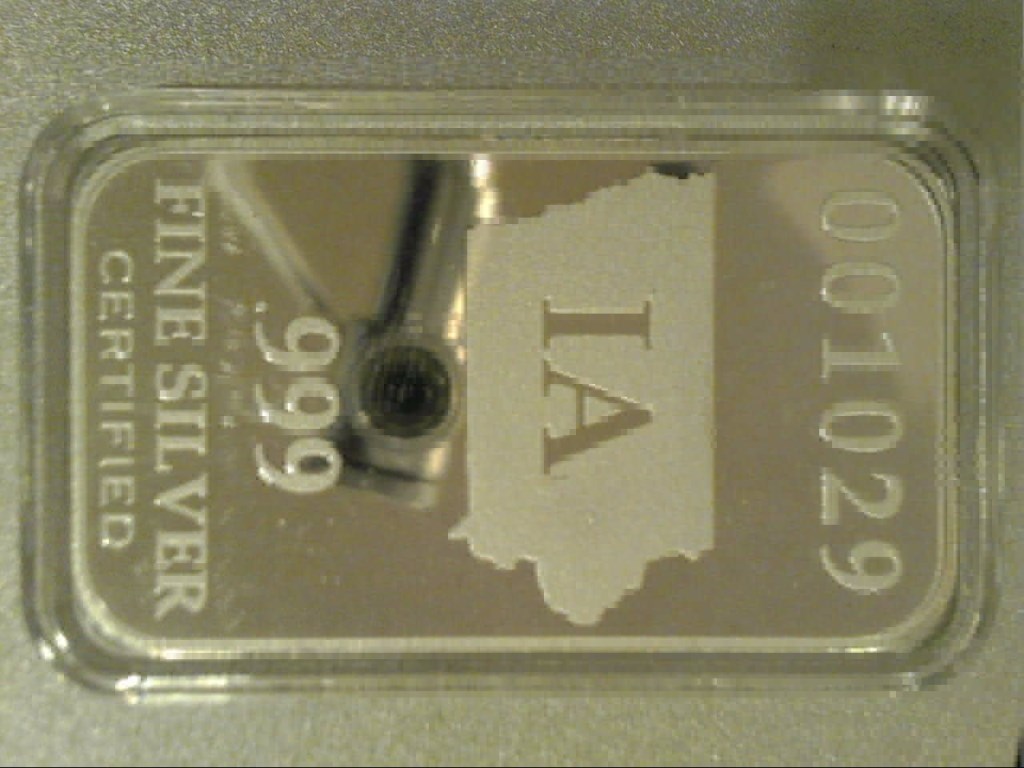 001029
IA
.999
FINE SILVER
CERTIFIED